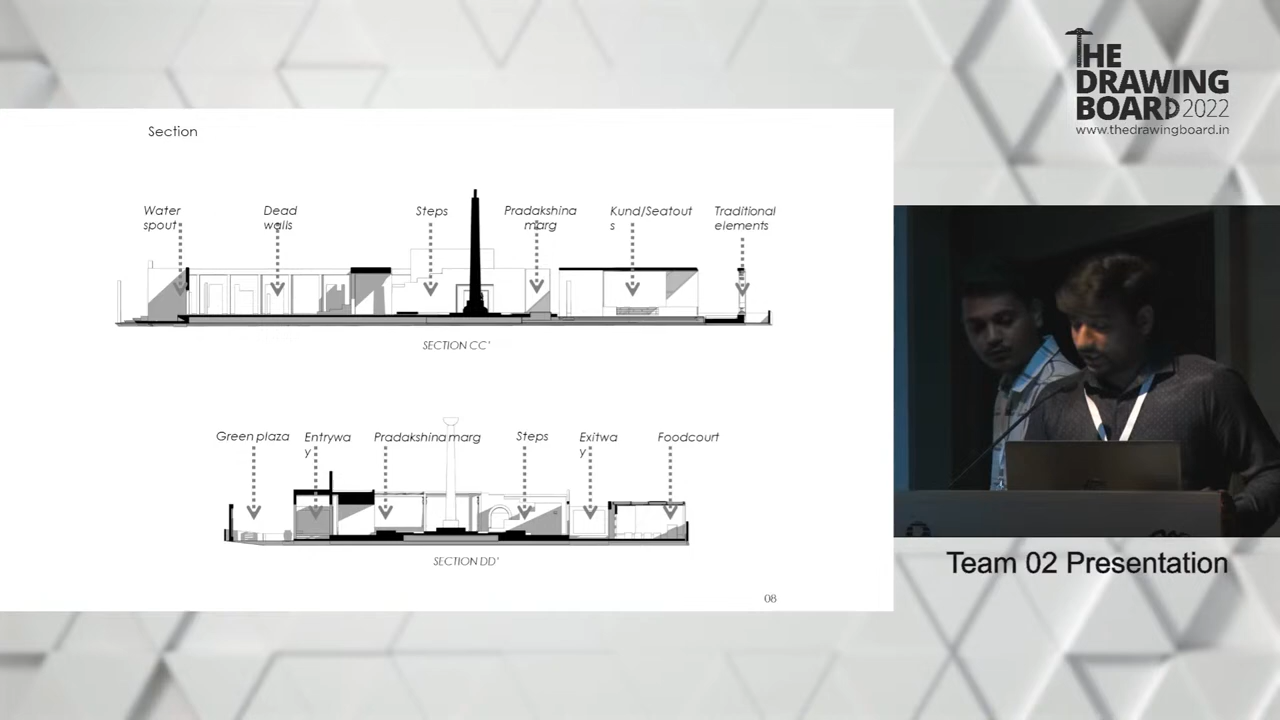 THE
DRAWING
BOARD 2022
www.thedrawingboard.in
Section
Water
spout
Dead
walls
Steps
Pradakshina
marg
Kund/Seatout
s
Traditional
elements
SECTION CC'
Green plaza
Entrywa
y
Pradakshina marg
Steps
Exitwa
y
Foodcourt
SECTION DD'
08
Team 02 Presentation